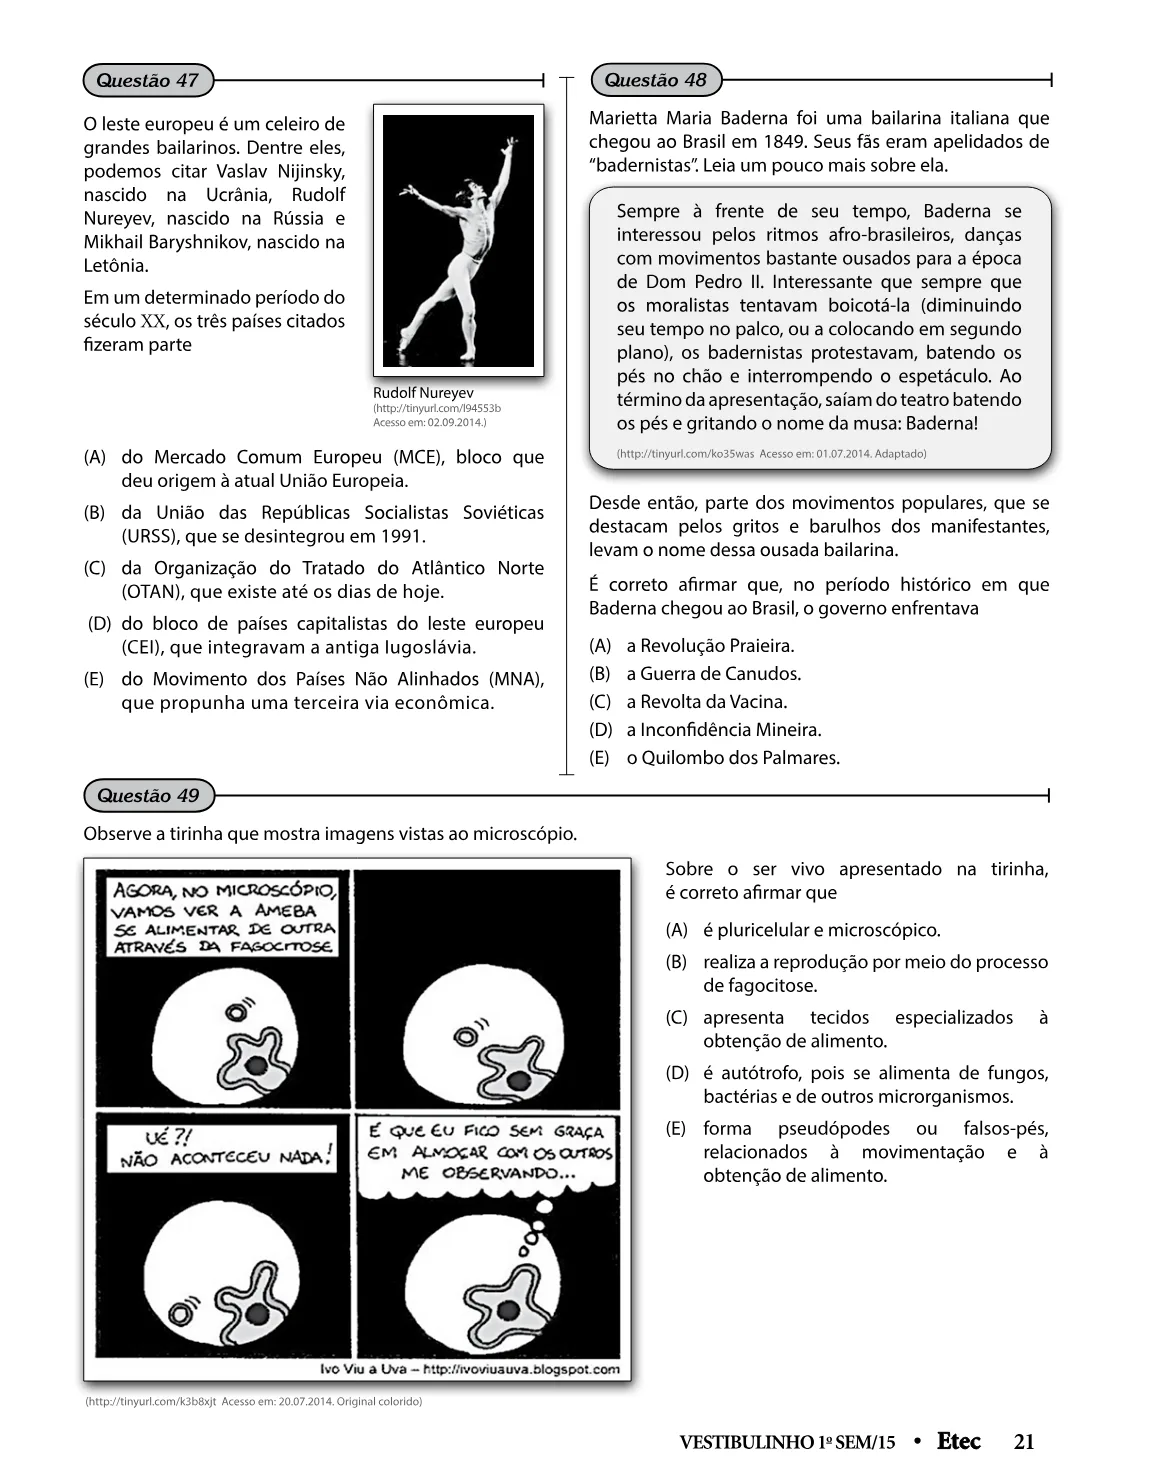 Questão 47
O leste europeu é um celeiro de
grandes bailarinos. Dentre eles,
podemos citar Vaslav Nijinsky,
nascido na Ucrânia, Rudolf
Nureyev, nascido na Rússia e
Mikhail Baryshnikov, nascido na
Letônia.
Em um determinado período do
século XX, os três países citados
fizeram parte
Rudolf Nureyev
(http://tinyurl.com/l94553b
Acesso em: 02.09.2014.)
(A) do Mercado Comum Europeu (MCE), bloco que
deu origem à atual União Europeia.
(B) da União das Repúblicas Socialistas Soviéticas
(URSS), que se desintegrou em 1991.
(C) da Organização do Tratado do Atlântico Norte
(OTAN), que existe até os dias de hoje.
(D) do bloco de países capitalistas do leste europeu
(CEI), que integravam a antiga Iugoslávia.
(E) do Movimento dos Países Não Alinhados (MNA),
que propunha uma terceira via econômica.
Questão 48
Marietta Maria Baderna foi uma bailarina italiana que
chegou ao Brasil em 1849. Seus fãs eram apelidados de
“badernistas”. Leia um pouco mais sobre ela.
Sempre à frente de seu tempo, Baderna se
interessou pelos ritmos afro-brasileiros, danças
com movimentos bastante ousados para a época
de Dom Pedro II. Interessante que sempre que
os moralistas tentavam boicotá-la (diminuindo
seu tempo no palco, ou a colocando em segundo
plano), os badernistas protestavam, batendo os
pés no chão e interrompendo o espetáculo. Ao
término da apresentação, saíam do teatro batendo
os pés e gritando o nome da musa: Baderna!
(http://tinyurl.com/ko35was Acesso em: 01.07.2014. Adaptado)
Desde então, parte dos movimentos populares, que se
destacam pelos gritos e barulhos dos manifestantes,
levam o nome dessa ousada bailarina.
É correto afirmar que, no período histórico em que
Baderna chegou ao Brasil, o governo enfrentava
(A) a Revolução Praieira.
(B) a Guerra de Canudos.
(C) a Revolta da Vacina.
(D) a Inconfidência Mineira.
(E) o Quilombo dos Palmares.
Questão 49
Observe a tirinha que mostra imagens vistas ao microscópio.
AGORA, NO MICROSCÓPIO,
VAMOS VER A AMEBA
SE ALIMENTAR DE OUTRA
ATRAVÉS DA FAGOCITOSE
UÉ?!
NÃO ACONTECEU NADA!
É QUE EU FICO SEM GRAÇA
EM ALMOÇAR COM OS OUTROS
ME OBSERVANDO...
Ivo Viu a Uva – http://ivoviuauva.blogspot.com
(http://tinyurl.com/k3b8xjt Acesso em: 20.07.2014. Original colorido)
Sobre o ser vivo apresentado na tirinha,
é correto afirmar que
(A) é pluricelular e microscópico.
(B) realiza a reprodução por meio do processo
de fagocitose.
(C) apresenta tecidos especializados à
obtenção de alimento.
(D) é autótrofo, pois se alimenta de fungos,
bactérias e de outros microrganismos.
(E) forma pseudópodes ou falsos-pés,
relacionados à movimentação e à
obtenção de alimento.
VESTIBULINHO 1º SEM/15 • Etec 21